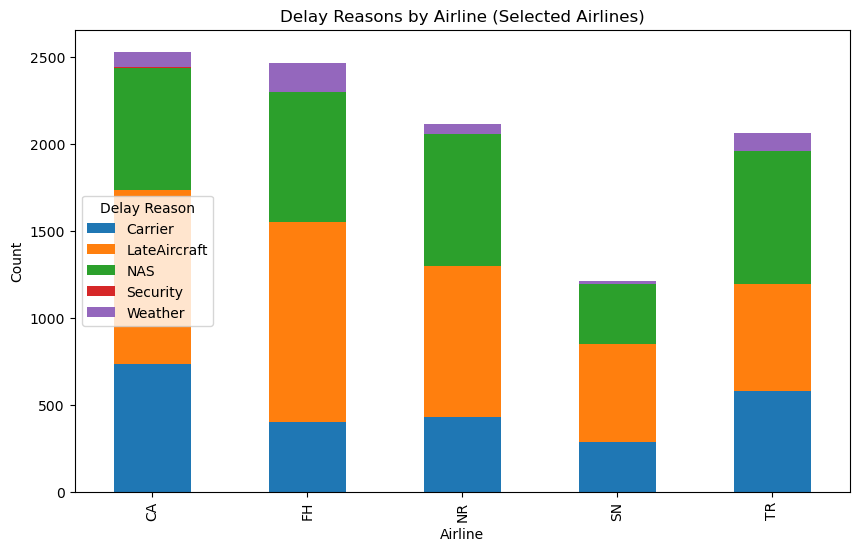 Delay Reasons by Airline (Selected Airlines)
2500
2000
1500
1000
500
0
Count
Delay Reason
Carrier
LateAircraft
NAS
Security
Weather
CA
FH
NR
SN
TR
Airline